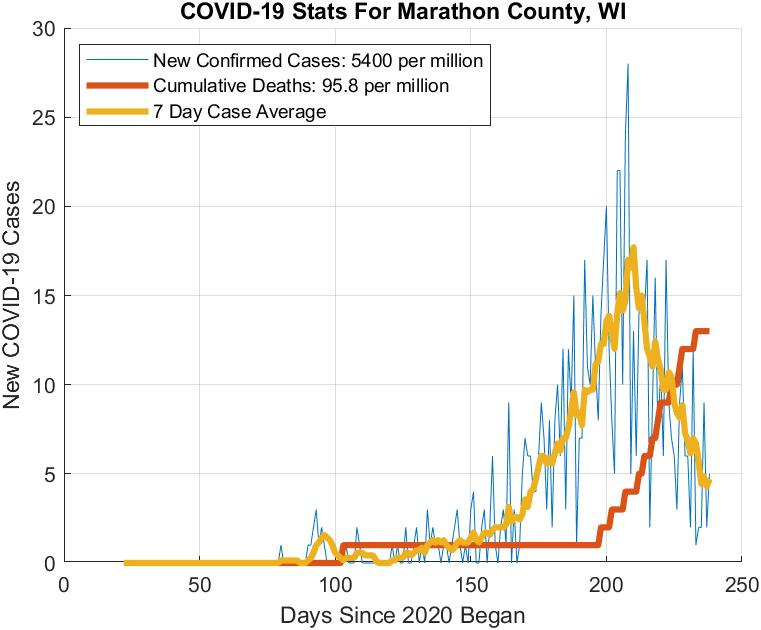 COVID-19 Stats For Marathon County, WI
30
25
20
15
10
5
0
New COVID-19 Cases
New Confirmed Cases: 5400 per million
Cumulative Deaths: 95.8 per million
7 Day Case Average
0
50
100
150
200
250
Days Since 2020 Began